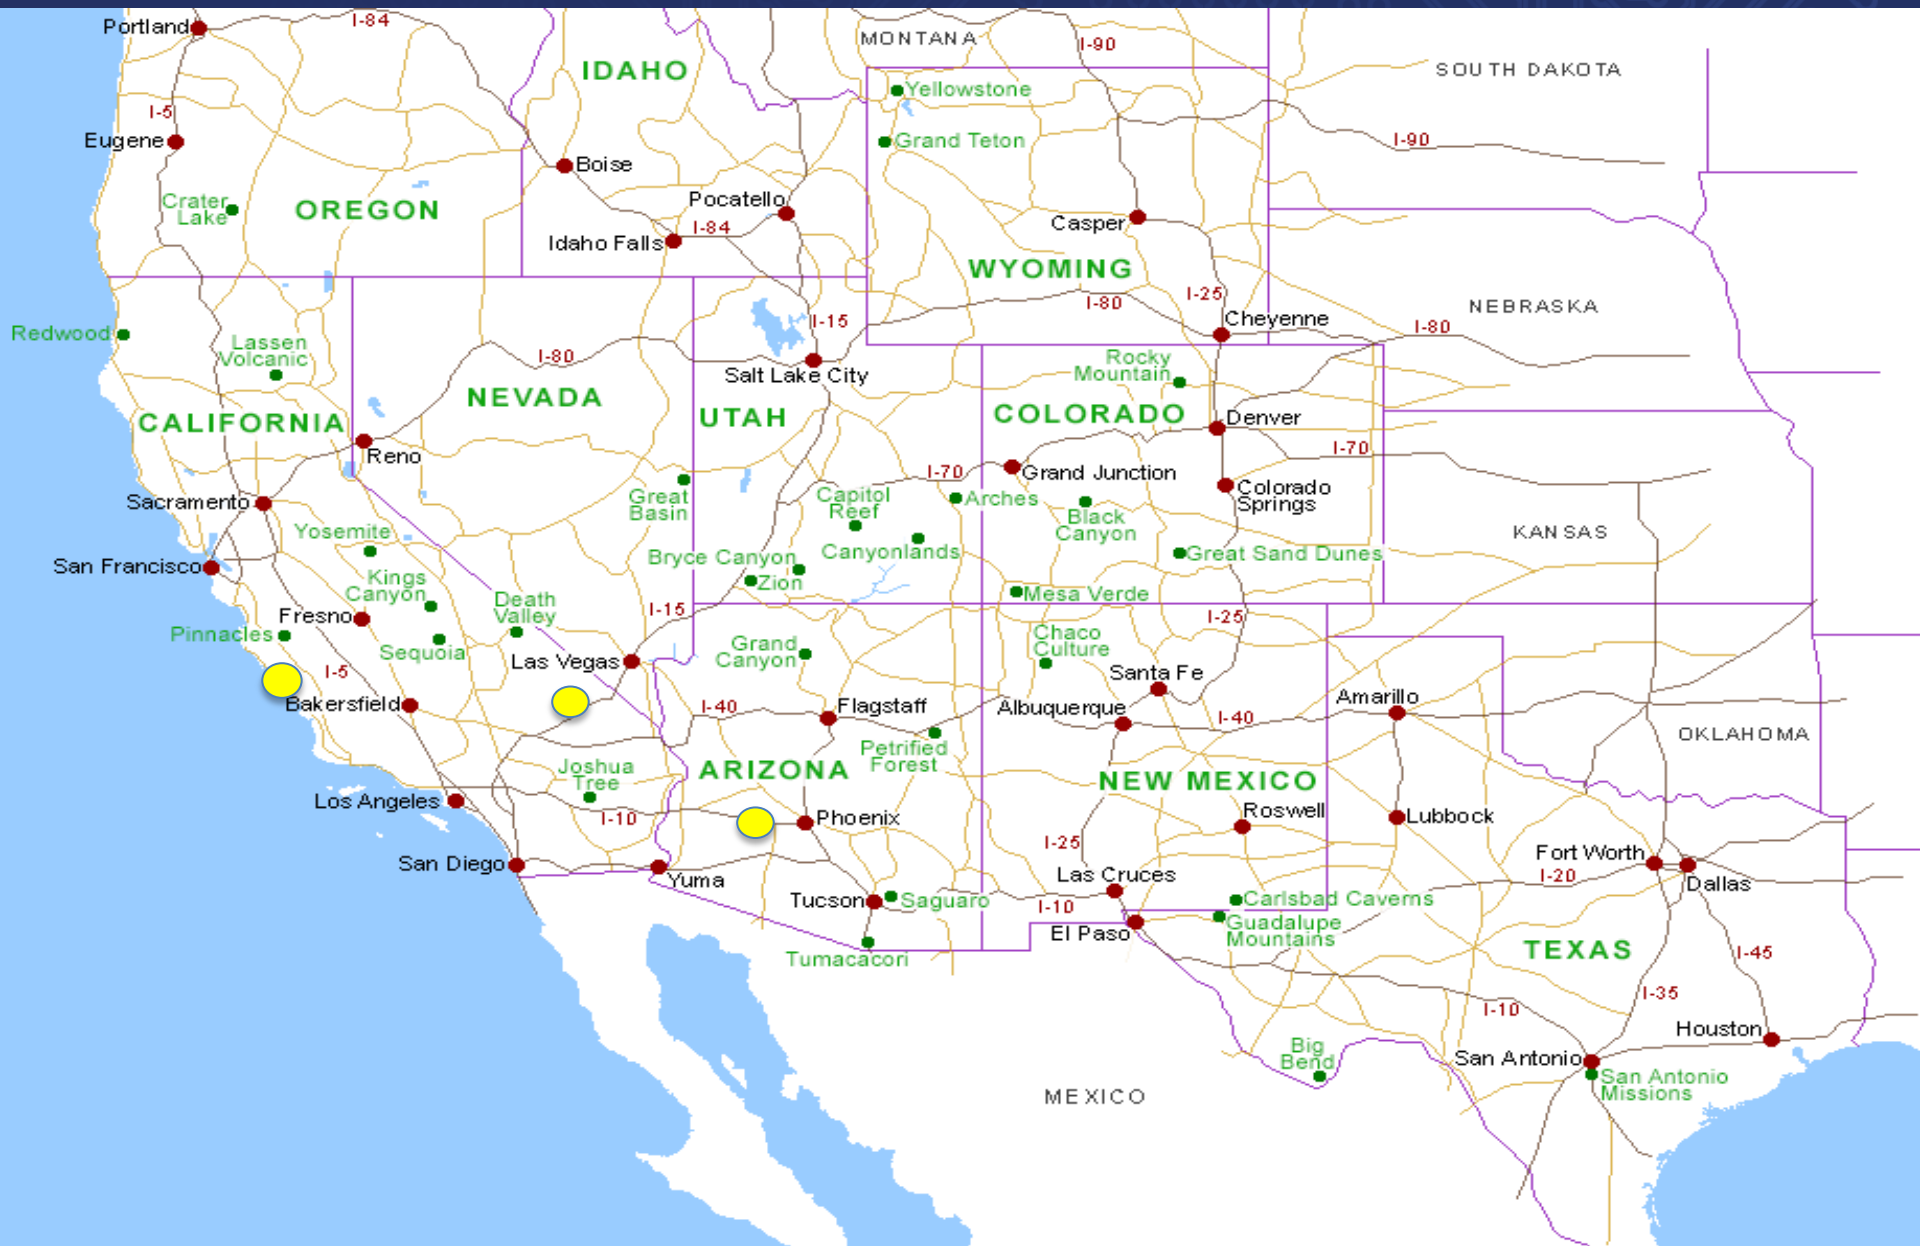 Portland
I-84
MONTANA
I-90
SOUTH DAKOTA
IDAHO
Yellowstone
I-5
Eugene
Grand Teton
I-90
Boise
Crater
Lake
OREGON
Pocatello
I-84
Idaho Falls
Casper
WYOMING
I-25
I-80
NEBRASKA
Redwood
Lassen
Volcanic
I-80
I-15
Cheyenne
I-80
Salt Lake City
Rocky
Mountain
NEVADA
CALIFORNIA
UTAH
COLORADO
Denver
Reno
I-70
I-70
Grand Junction
Colorado
Springs
Sacramento
Great
Basin
Capitol
Reef
Arches
Black
Canyon
KANSAS
Yosemite
San Francisco
Bryce Canyon
Canyonlands
Great Sand Dunes
Zion
Kings
Canyon
Death
Valley
Mesa Verde
Fresno
I-15
I-25
Pinnacles
Sequoia
Grand
Canyon
Chaco
Culture
Las Vegas
I-5
Santa Fe
Bakersfield
I-40
Flagstaff
Albuquerque
I-40
Amarillo
Petrified
Forest
OKLAHOMA
Joshua
Tree
ARIZONA
NEW MEXICO
Los Angeles
I-10
Phoenix
Roswell
Lubbock
I-25
San Diego
Yuma
Las Cruces
Fort Worth
I-20
Dallas
Tucson
Saguaro
I-10
Carlsbad Caverns
El Paso
Guadalupe
Mountains
Tumacacori
TEXAS
I-45
I-35
I-10
Houston
Big
Bend
San Antonio
San Antonio
Missions
MEXICO